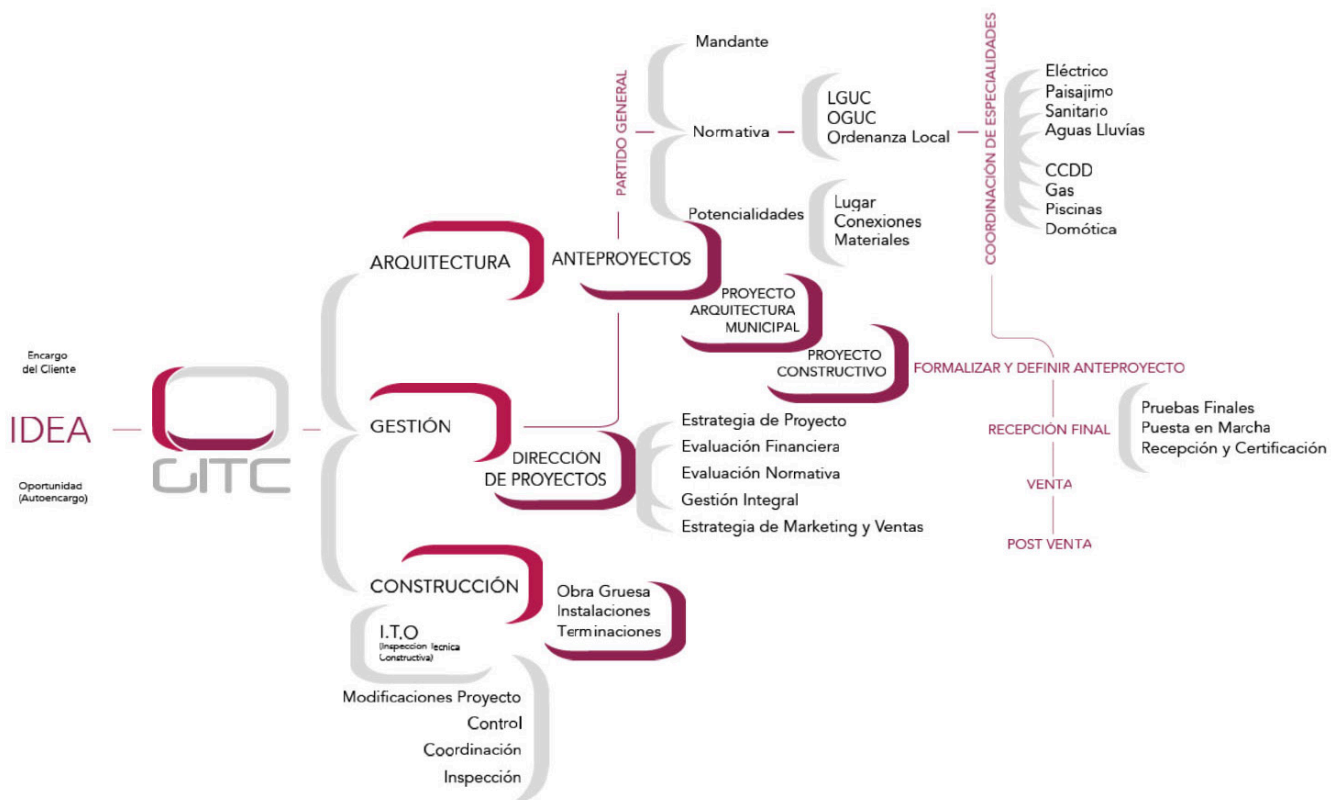 Encargo
del Cliente
IDEA
Oportunidad
(Autoencargo)
GITC
ARQUITECTURA
ANTEPROYECTOS
PARTIDO GENERAL
Mandante
Normativa
LGUC
OGUC
Ordenanza Local
Potencialidades
Lugar
Conexiones
Materiales
COORDINACIÓN DE ESPECIALIDADES
Eléctrico
Paisajimo
Sanitario
Aguas Lluvías
CCDD
Gas
Piscinas
Domótica
PROYECTO
ARQUITECTURA
MUNICIPAL
PROYECTO
CONSTRUCTIVO
FORMALIZAR Y DEFINIR ANTEPROYECTO
RECEPCIÓN FINAL
Pruebas Finales
Puesta en Marcha
Recepción y Certificación
VENTA
POST VENTA
GESTIÓN
DIRECCIÓN
DE PROYECTOS
Estrategia de Proyecto
Evaluación Financiera
Evaluación Normativa
Gestión Integral
Estrategia de Marketing y Ventas
CONSTRUCCIÓN
Obra Gruesa
Instalaciones
Terminaciones
I.T.O
(Inspeccion Tecnica
Constructiva)
Modificaciones Proyecto
Control
Coordinación
Inspección